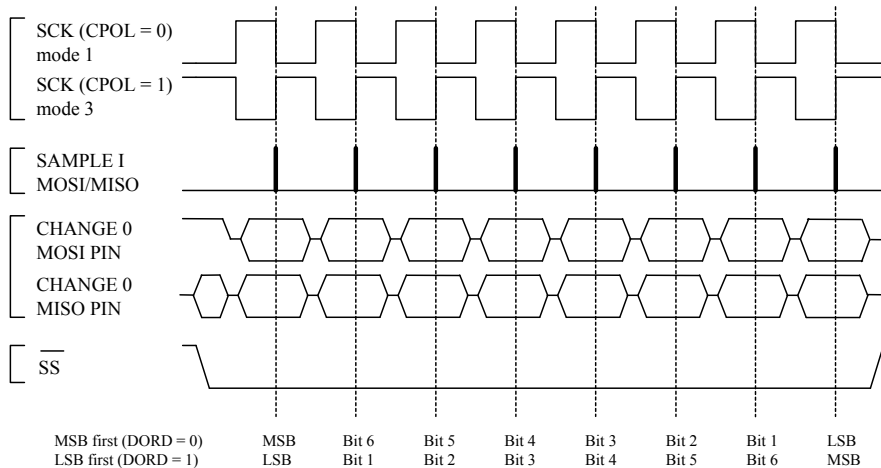 SCK (CPOL = 0)
mode 1
SCK (CPOL = 1)
mode 3
SAMPLE I
MOSI/MISO
CHANGE 0
MOSI PIN
CHANGE 0
MISO PIN
SS
MSB first (DORD = 0) MSB Bit 6 Bit 5 Bit 4 Bit 3 Bit 2 Bit 1 LSB
LSB first (DORD = 1) LSB Bit 1 Bit 2 Bit 3 Bit 4 Bit 5 Bit 6 MSB